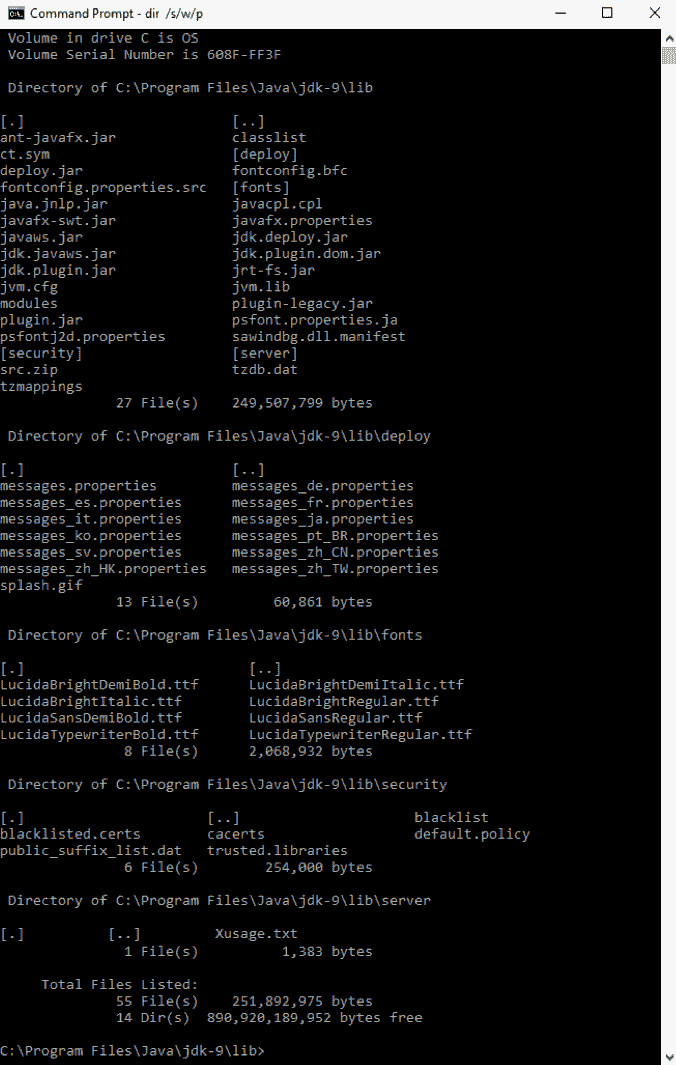 Command Prompt - dir /s/w/p
Volume in drive C is OS
Volume Serial Number is 608F-FF3F
Directory of C:\Program Files\Java\jdk-9\lib
[.] [..]
ant-javafx.jar classlist
ct.sym [deploy]
deploy.jar fontconfig.bfc
fontconfig.properties.src [fonts]
java.jnlp.jar javacpl.cpl
javafx-swt.jar javafx.properties
javaws.jar jdk.deploy.jar
jdk.javaws.jar jdk.plugin.dom.jar
jdk.plugin.jar jrt-fs.jar
jvm.cfg jvm.lib
modules plugin-legacy.jar
plugin.jar psfont.properties.ja
psfontj2d.properties sawindbg.dll.manifest
[security] [server]
src.zip tzdb.dat
tzmappings
27 File(s) 249,507,799 bytes
Directory of C:\Program Files\Java\jdk-9\lib\deploy
[.] [..]
messages.properties messages_de.properties
messages_es.properties messages_fr.properties
messages_it.properties messages_ja.properties
messages_ko.properties messages_pt_BR.properties
messages_sv.properties messages_zh_CN.properties
messages_zh_HK.properties messages_zh_TW.properties
splash.gif
13 File(s) 60,861 bytes
Directory of C:\Program Files\Java\jdk-9\lib\fonts
[.] [..]
LucidaBrightDemiBold.ttf LucidaBrightDemiItalic.ttf
LucidaBrightItalic.ttf LucidaBrightRegular.ttf
LucidaSansDemiBold.ttf LucidaSansRegular.ttf
LucidaTypewriterBold.ttf LucidaTypewriterRegular.ttf
8 File(s) 2,068,932 bytes
Directory of C:\Program Files\Java\jdk-9\lib\security
[.] [..] blacklist
blacklisted.certs cacerts default.policy
public_suffix_list.dat trusted.libraries
6 File(s) 254,000 bytes
Directory of C:\Program Files\Java\jdk-9\lib\server
[.] [..] Xusage.txt
1 File(s) 1,383 bytes
Total Files Listed:
55 File(s) 251,892,975 bytes
14 Dir(s) 890,920,189,952 bytes free
C:\Program Files\Java\jdk-9\lib>